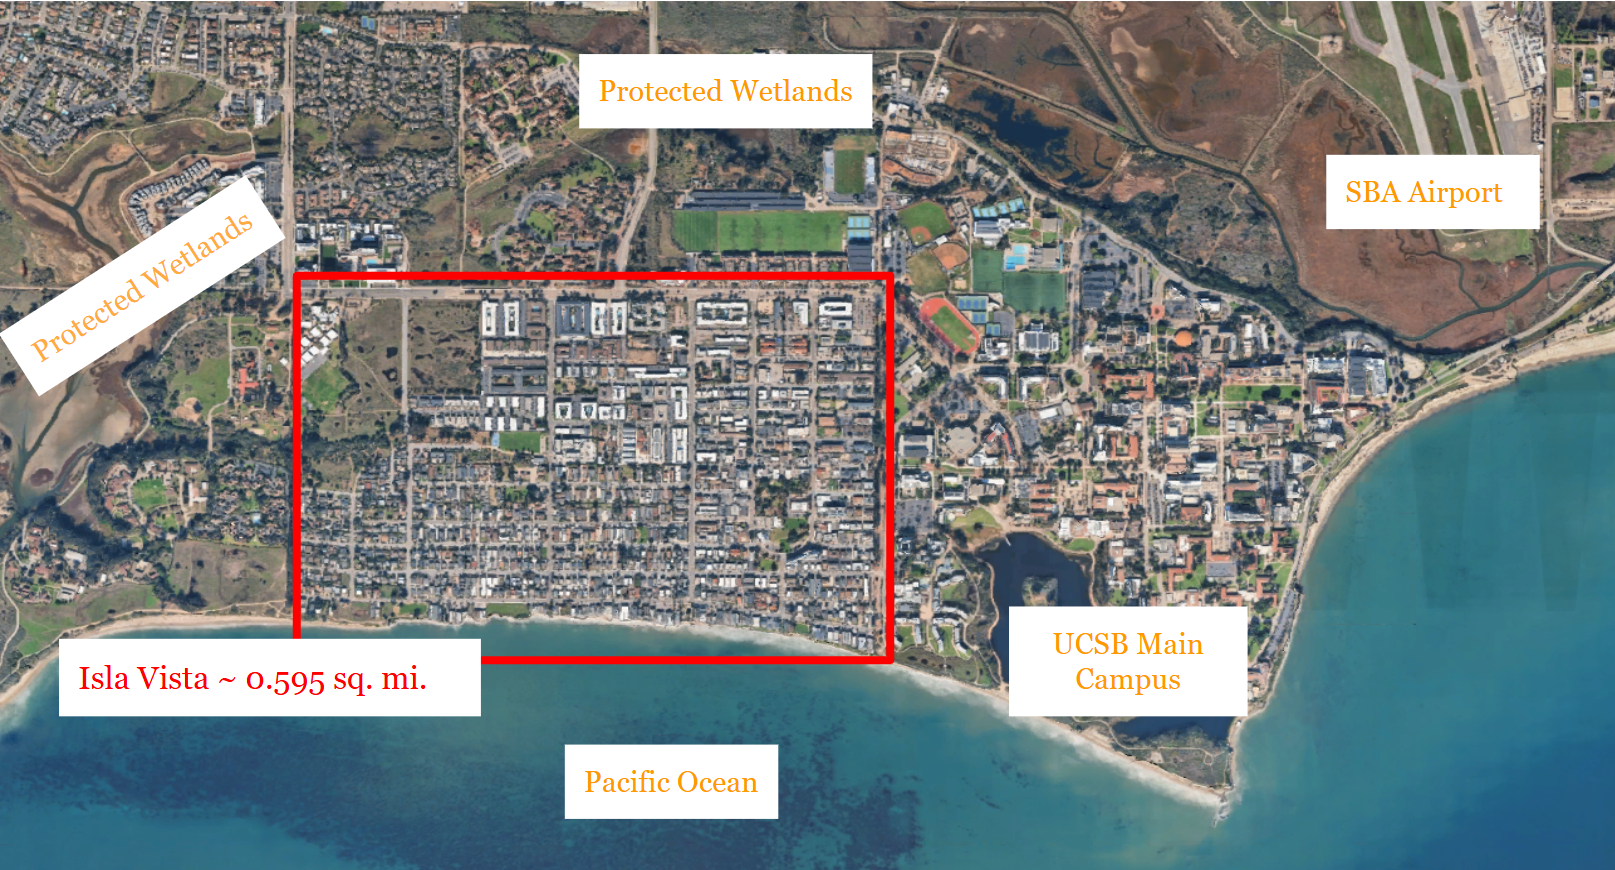 Protected Wetlands
SBA Airport
Protected Wetlands
Isla Vista ~ 0.595 sq. mi.
UCSB Main
Campus
Pacific Ocean